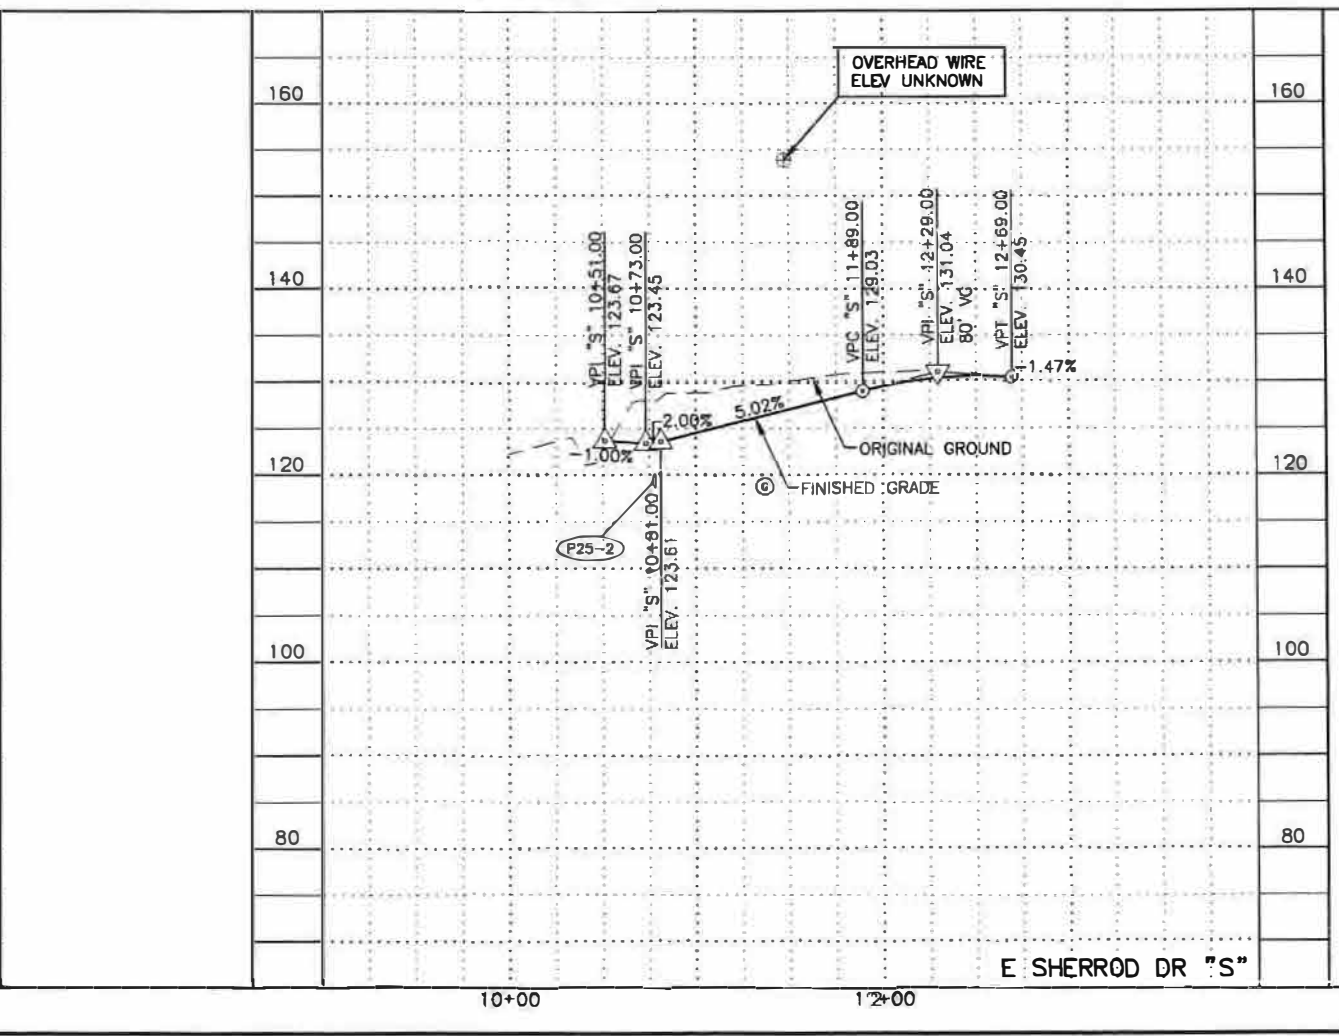 OVERHEAD WIRE
ELEV UNKNOWN
160
160
VPI "S" 10+51.00
ELEV. 123.67
VPI "S" 10+73.00
ELEV. 123.45
VPC "S" 11+89.00
ELEV. 129.03
VPI "S" 12+29.00
ELEV. 131.04
80' VC
VPT "S" 12+69.00
ELEV. 130.45
140
140
-1.47%
2.00%
5.02%
1.00%
ORIGINAL GROUND
120
120
G
FINISHED GRADE
P25-2
VPI "S" 10+81.00
ELEV. 123.61
100
100
80
80
E SHERROD DR "S"
10+00
12+00